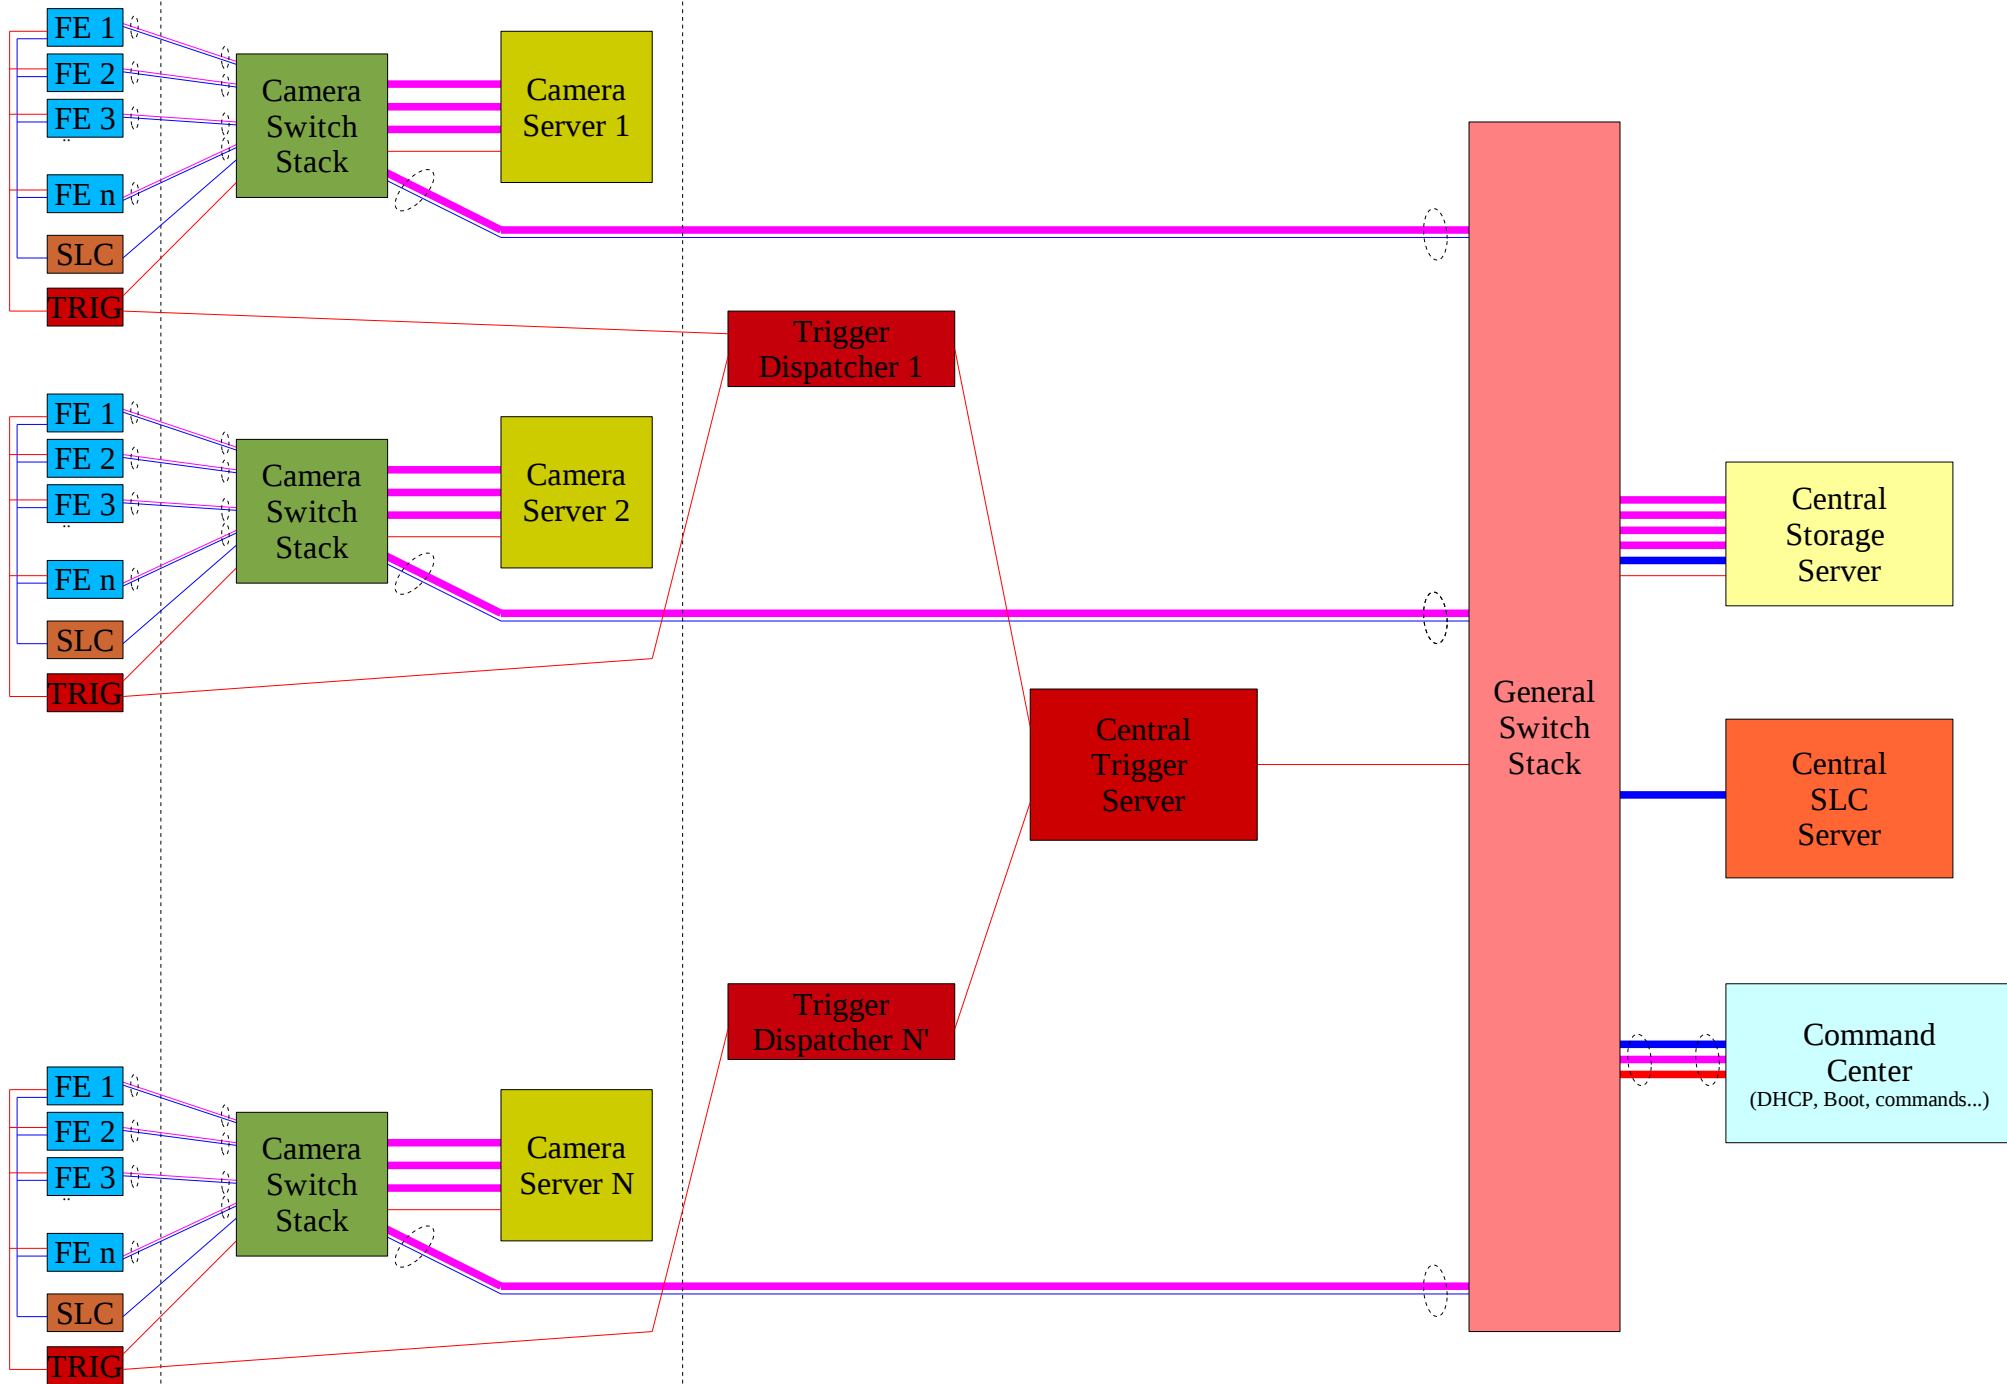 FE 1
FE 2
FE 3
..
FE n
SLC
TRIG
Camera
Switch
Stack
Camera
Server 1
Trigger
Dispatcher 1
FE 1
FE 2
FE 3
..
FE n
SLC
TRIG
Camera
Switch
Stack
Camera
Server 2
Central
Trigger
Server
General
Switch
Stack
Central
Storage
Server
Central
SLC
Server
Command
Center
(DHCP, Boot, commands...)
Trigger
Dispatcher N'
FE 1
FE 2
FE 3
..
FE n
SLC
TRIG
Camera
Switch
Stack
Camera
Server N